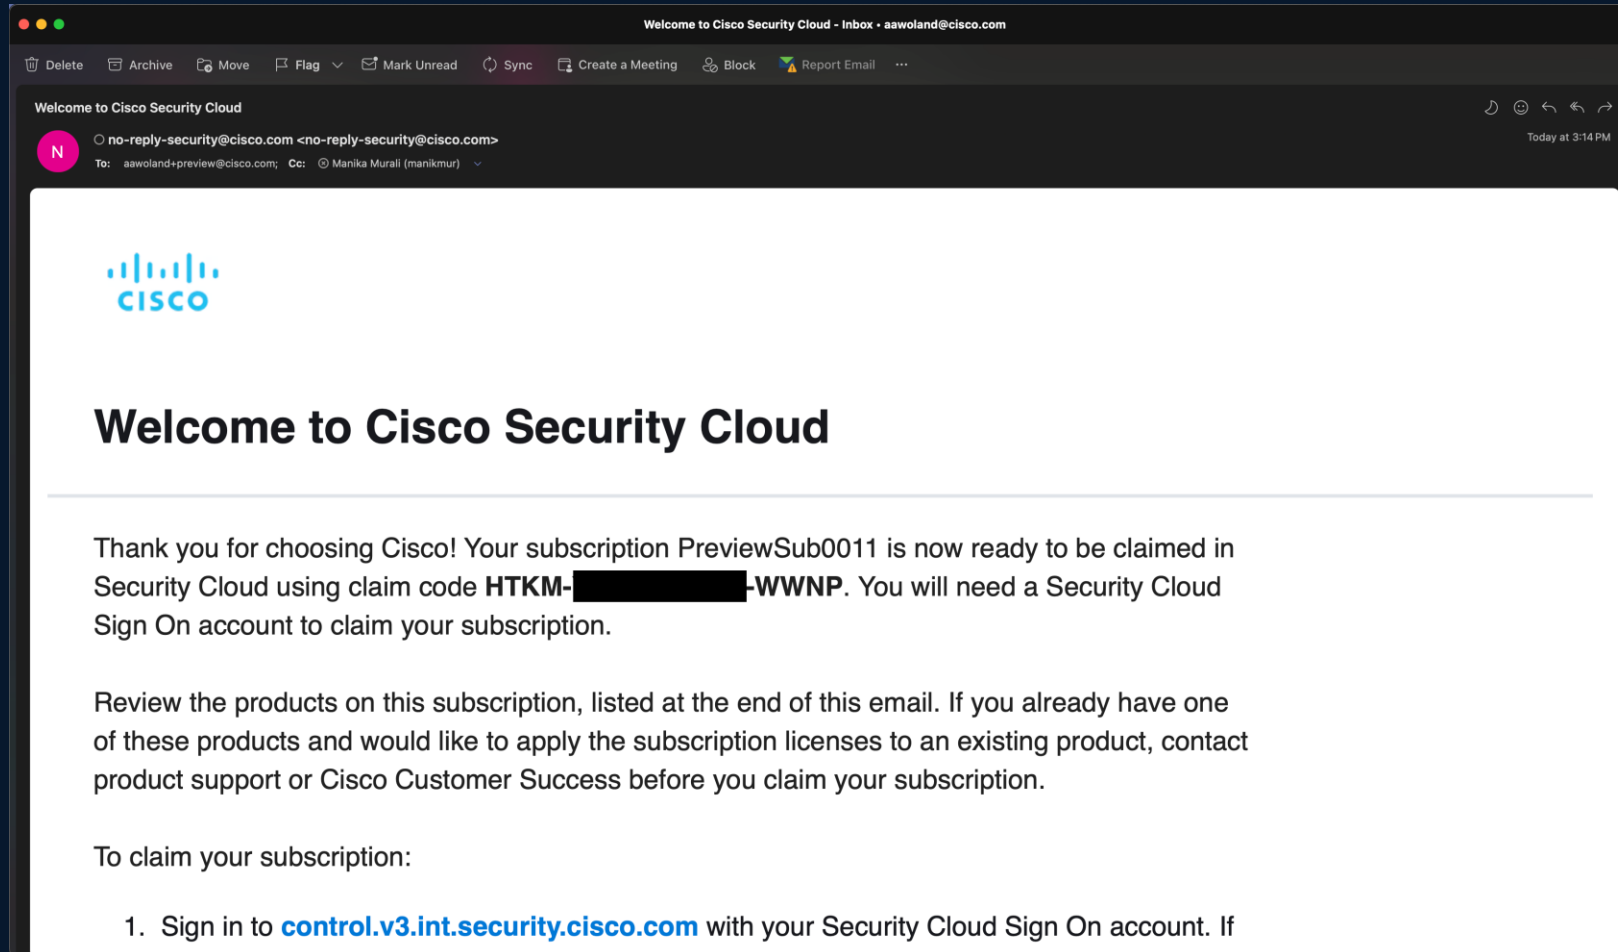 Welcome to Cisco Security Cloud - Inbox • aawoland@cisco.com
Delete Archive Move Flag Mark Unread Sync Create a Meeting Block Report Email ...
Welcome to Cisco Security Cloud
N
no-reply-security@cisco.com <no-reply-security@cisco.com>
Today at 3:14 PM
To: aawoland+preview@cisco.com; Cc: Manika Murali (manikmur)
CISCO
Welcome to Cisco Security Cloud
Thank you for choosing Cisco! Your subscription PreviewSub0011 is now ready to be claimed in
Security Cloud using claim code HTKM- -WWNP. You will need a Security Cloud
Sign On account to claim your subscription.
Review the products on this subscription, listed at the end of this email. If you already have one
of these products and would like to apply the subscription licenses to an existing product, contact
product support or Cisco Customer Success before you claim your subscription.
To claim your subscription:
1. Sign in to control.v3.int.security.cisco.com with your Security Cloud Sign On account. If